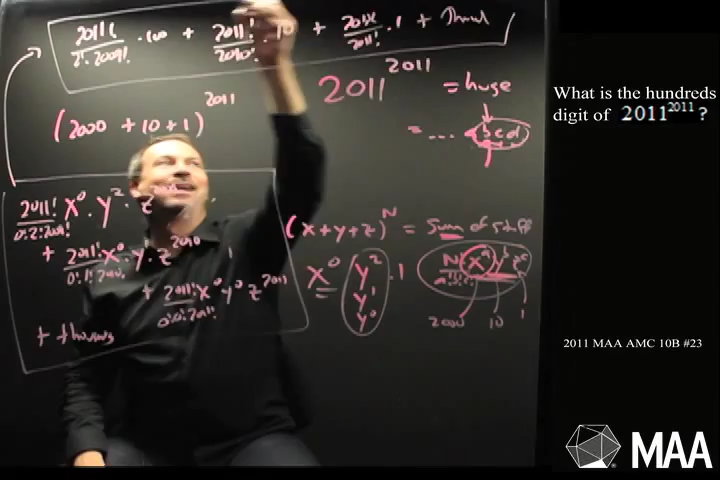 2011! / 2!·2009! · 100 + 2011! / 2010! · 10 + 2011! / 2011! · 1 +
2011^2011 = huge
(2000 + 10 + 1)^2011
= ... bcd
2011! / 0!·2!·2009! X^0 · Y^2 · Z
(x+y+z)^N = Sum of stuff
+ 2011! / 0!·1!·2010! X^0 · Y · Z^2010
X^0 Y^2 · 1
Y^1
Y^0
+ 2011! / 0!·0!·2011! X^0 Y^0 Z^2011
2000 10 1
What is the hundreds
digit of 2011^2011?
2011 MAA AMC 10B #23
MAA